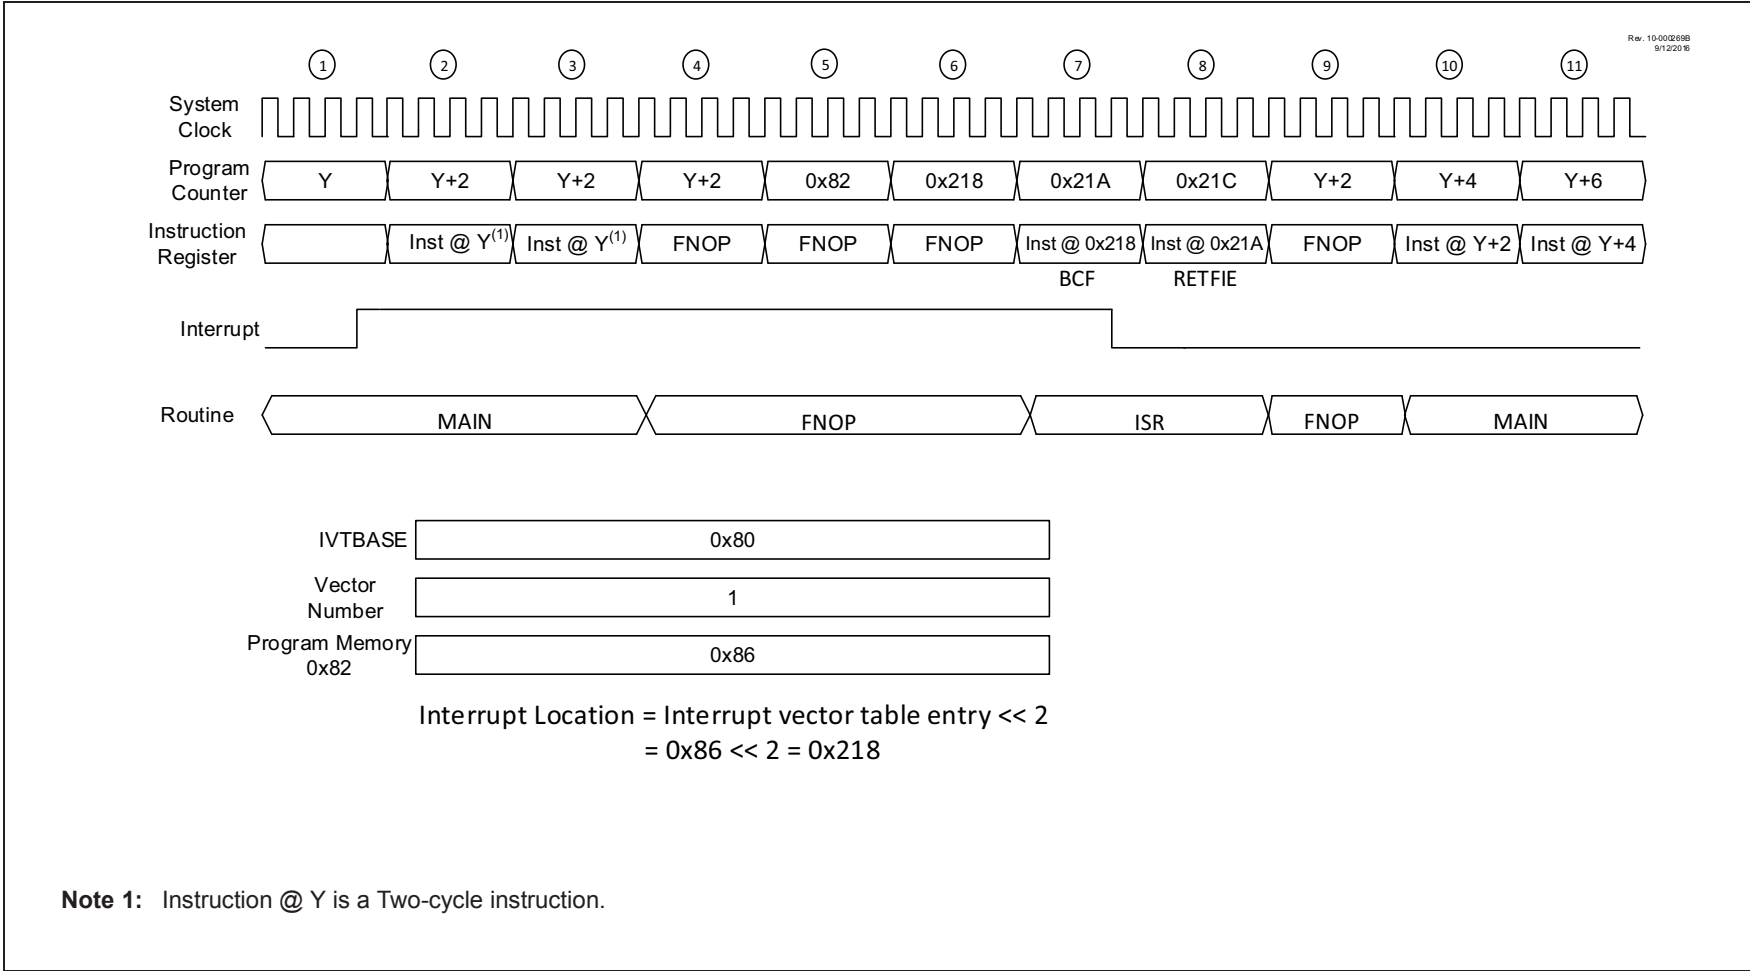 Rev. 10-000269B
9/12/2016
1 2 3 4 5 6 7 8 9 10 11
System
Clock
Program
Counter
Y Y+2 Y+2 Y+2 0x82 0x218 0x21A 0x21C Y+2 Y+4 Y+6
Instruction
Register
Inst @ Y(1) Inst @ Y(1) FNOP FNOP FNOP Inst @ 0x218 Inst @ 0x21A FNOP Inst @ Y+2 Inst @ Y+4
BCF RETFIE
Interrupt
Routine MAIN FNOP ISR FNOP MAIN
IVTBASE 0x80
Vector
Number
1
Program Memory
0x82
0x86
Interrupt Location = Interrupt vector table entry << 2
= 0x86 << 2 = 0x218
Note 1: Instruction @ Y is a Two-cycle instruction.